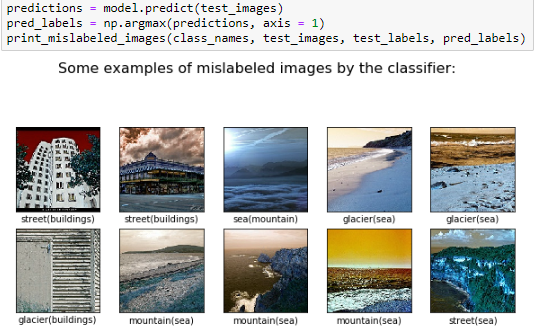 predictions = model.predict(test_images)
pred_labels = np.argmax(predictions, axis = 1)
print_mislabeled_images(class_names, test_images, test_labels, pred_labels)
Some examples of mislabeled images by the classifier:
street(buildings) street(buildings) sea(mountain) glacier(sea) glacier(sea)
glacier(buildings) mountain(sea) mountain(sea) mountain(sea) street(sea)